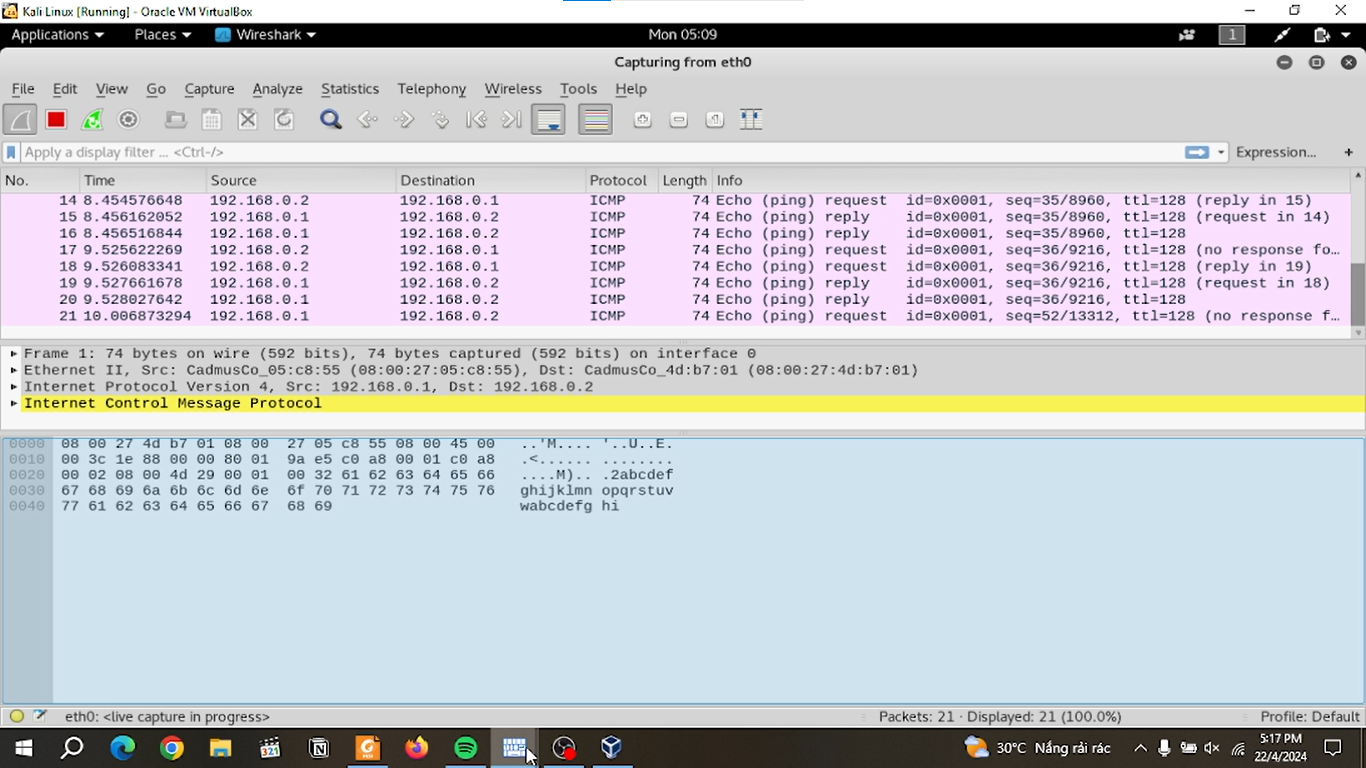 Kali Linux [Running] - Oracle VM VirtualBox
Applications Places Wireshark Mon 05:09 1
Capturing from eth0
File Edit View Go Capture Analyze Statistics Telephony Wireless Tools Help
Apply a display filter ... <Ctrl-/> Expression... +
No. Time Source Destination Protocol Length Info
14 8.454576648 192.168.0.2 192.168.0.1 ICMP 74 Echo (ping) request id=0x0001, seq=35/8960, ttl=128 (reply in 15)
15 8.456162052 192.168.0.1 192.168.0.2 ICMP 74 Echo (ping) reply id=0x0001, seq=35/8960, ttl=128 (request in 14)
16 8.456516844 192.168.0.1 192.168.0.2 ICMP 74 Echo (ping) reply id=0x0001, seq=35/8960, ttl=128
17 9.525622269 192.168.0.2 192.168.0.1 ICMP 74 Echo (ping) request id=0x0001, seq=36/9216, ttl=128 (no response fo...
18 9.526083341 192.168.0.2 192.168.0.1 ICMP 74 Echo (ping) request id=0x0001, seq=36/9216, ttl=128 (reply in 19)
19 9.527661678 192.168.0.1 192.168.0.2 ICMP 74 Echo (ping) reply id=0x0001, seq=36/9216, ttl=128 (request in 18)
20 9.528027642 192.168.0.1 192.168.0.2 ICMP 74 Echo (ping) reply id=0x0001, seq=36/9216, ttl=128
21 10.006873294 192.168.0.1 192.168.0.2 ICMP 74 Echo (ping) request id=0x0001, seq=52/13312, ttl=128 (no response f...
Frame 1: 74 bytes on wire (592 bits), 74 bytes captured (592 bits) on interface 0
Ethernet II, Src: CadmusCo_05:c8:55 (08:00:27:05:c8:55), Dst: CadmusCo_4d:b7:01 (08:00:27:4d:b7:01)
Internet Protocol Version 4, Src: 192.168.0.1, Dst: 192.168.0.2
Internet Control Message Protocol
0000 08 00 27 4d b7 01 08 00 27 05 c8 55 08 00 45 00 ..'M.... '..U..E.
0010 00 3c 1e 88 00 00 80 01 9a e5 c0 a8 00 01 c0 a8 .<...... ........
0020 00 02 08 00 4d 29 00 01 00 32 61 62 63 64 65 66 ....M).. .2abcdef
0030 67 68 69 6a 6b 6c 6d 6e 6f 70 71 72 73 74 75 76 ghijklmn opqrstuv
0040 77 61 62 63 64 65 66 67 68 69 wabcdefg hi
eth0: <live capture in progress> Packets: 21 · Displayed: 21 (100.0%) Profile: Default
30°C Nắng rải rác 5:17 PM
22/4/2024